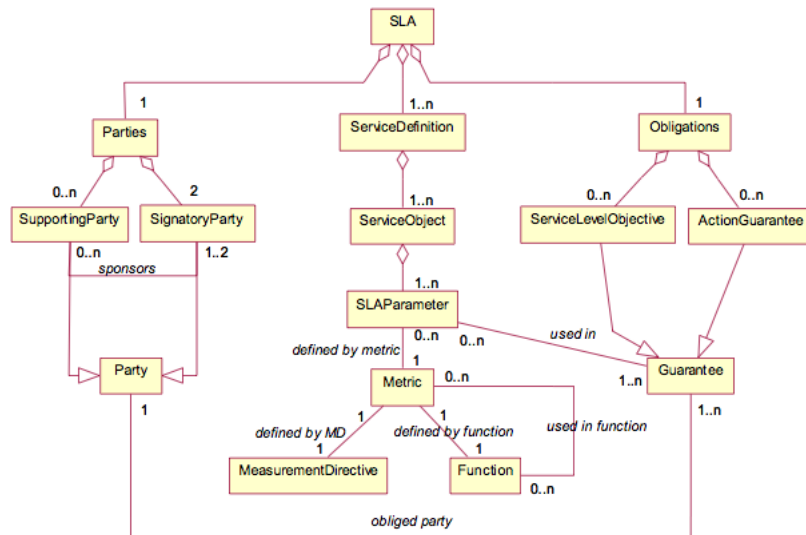 SLA
1
1..n
1
Parties
ServiceDefinition
Obligations
0..n
2
1..n
0..n
0..n
SupportingParty
SignatoryParty
ServiceObject
ServiceLevelObjective
ActionGuarantee
0..n
1..2
sponsors
1..n
SLAParameter
0..n
0..n
used in
defined by metric
Party
1
1..n
Guarantee
1
Metric
0..n
1..n
1
1
defined by MD
defined by function
used in function
1
1
MeasurementDirective
Function
0..n
obliged party